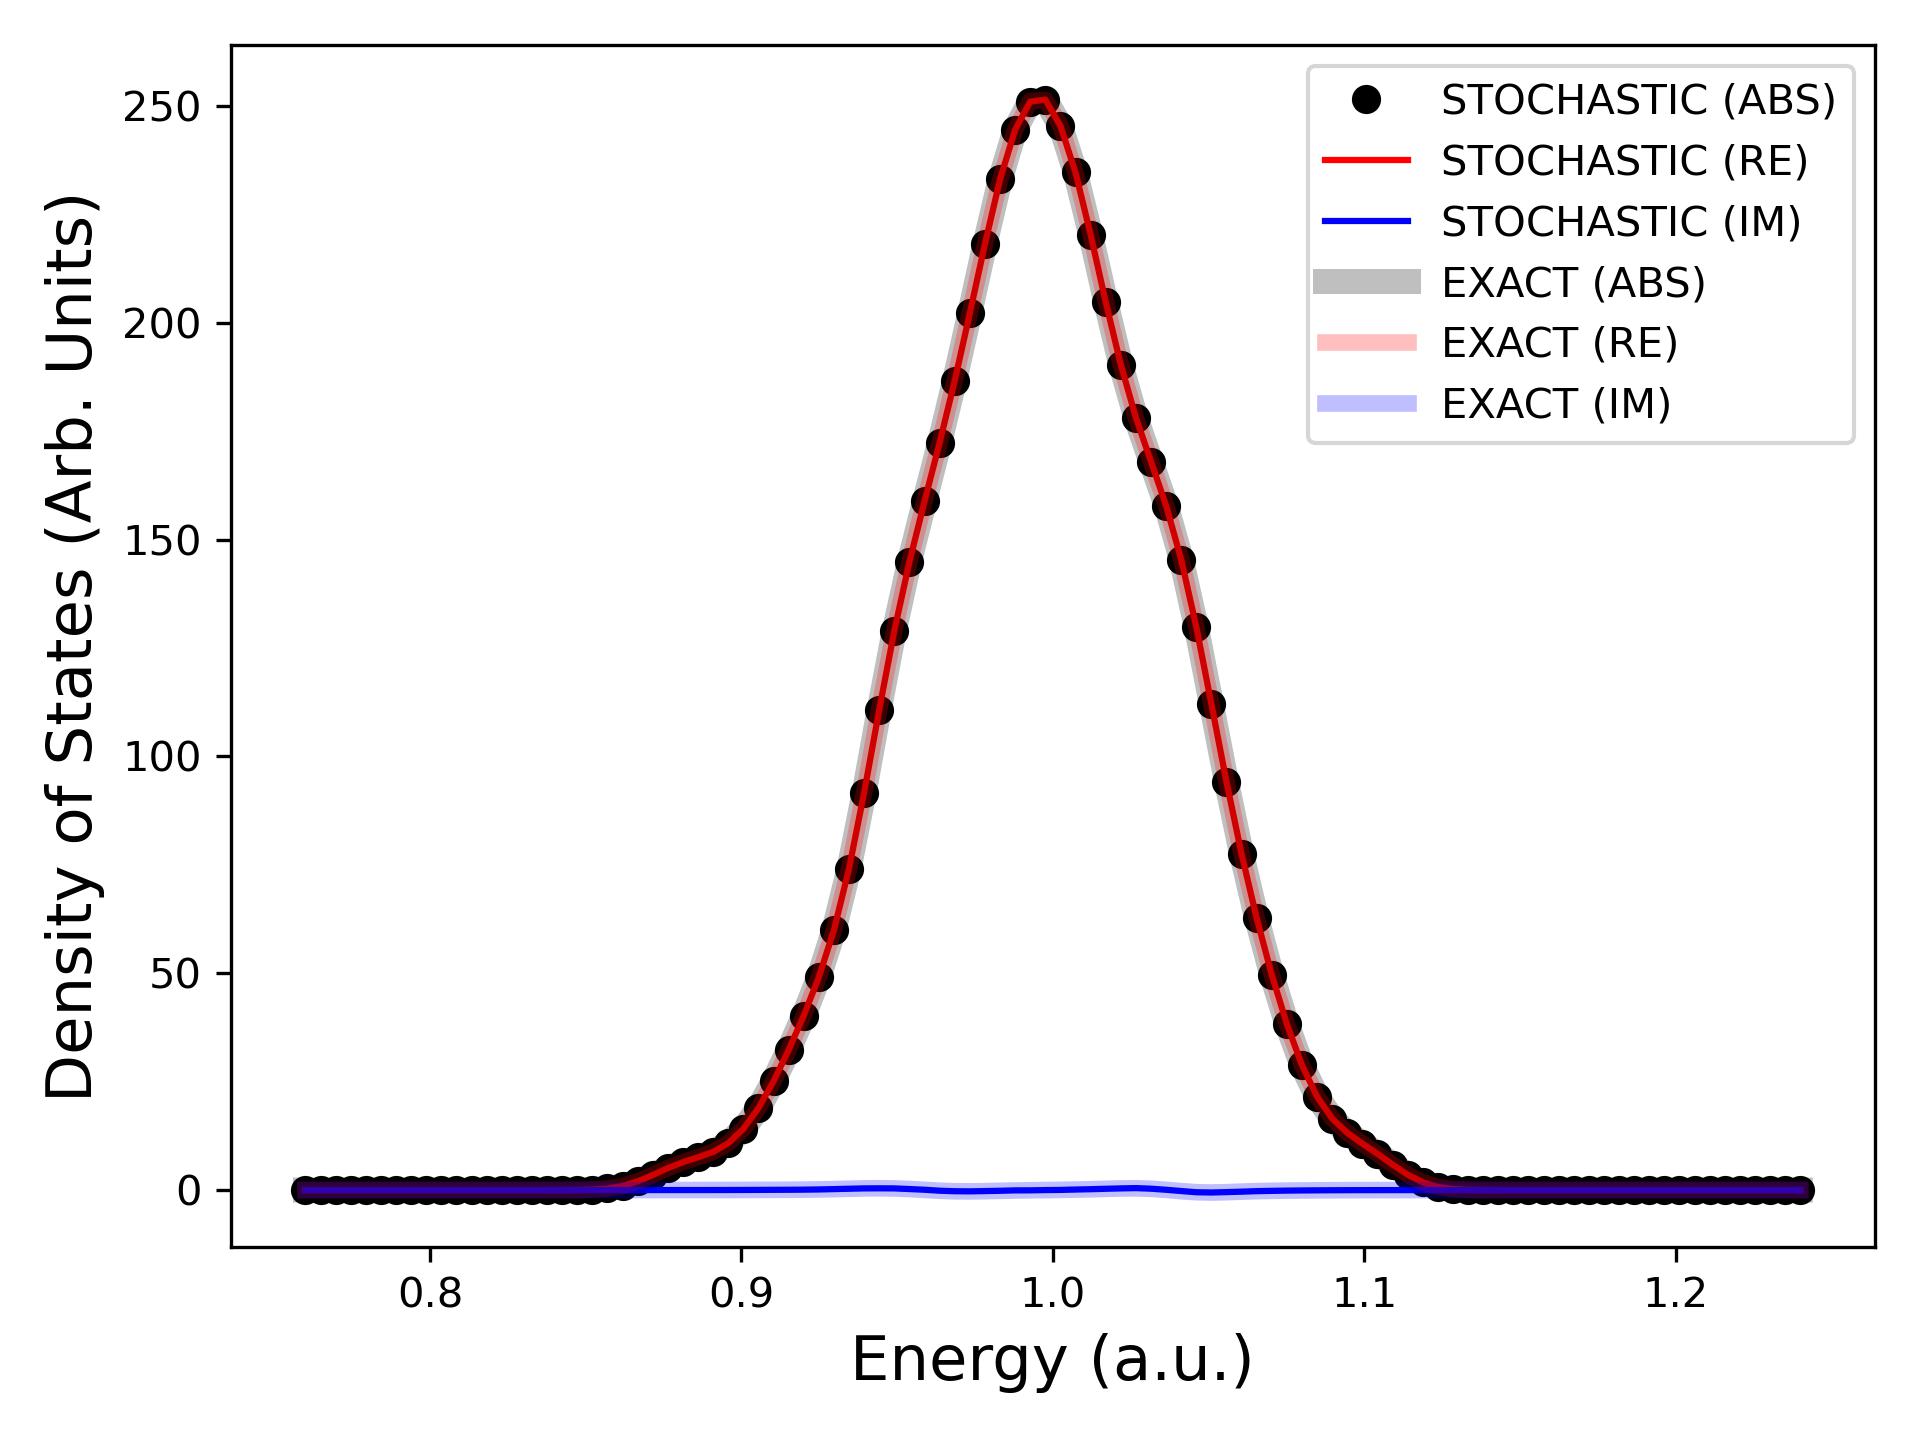 Density of States (Arb. Units)
250
200
150
100
50
0
STOCHASTIC (ABS)
STOCHASTIC (RE)
STOCHASTIC (IM)
EXACT (ABS)
EXACT (RE)
EXACT (IM)
0.8 0.9 1.0 1.1 1.2
Energy (a.u.)